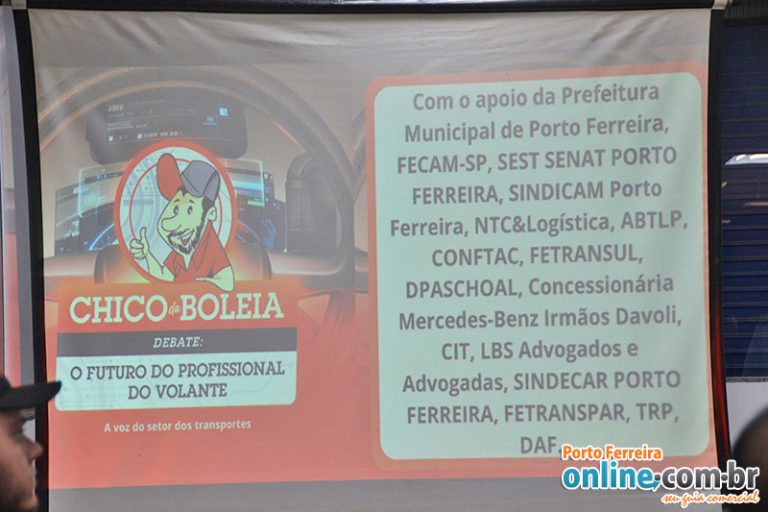 CHICO da BOLEIA
DEBATE:
O FUTURO DO PROFISSIONAL
DO VOLANTE
A voz do setor dos transportes
Com o apoio da Prefeitura
Municipal de Porto Ferreira,
FECAM-SP, SEST SENAT PORTO
FERREIRA, SINDICAM Porto
Ferreira, NTC&Logística, ABTLP,
CONFTAC, FETRANSUL,
DPASCHOAL, Concessionária
Mercedes-Benz Irmãos Davoli,
CIT, LBS Advogados e
Advogadas, SINDECAR PORTO
FERREIRA, FETRANSPAR, TRP,
DAF.
Porto Ferreira
online.com.br
seu guia comercial